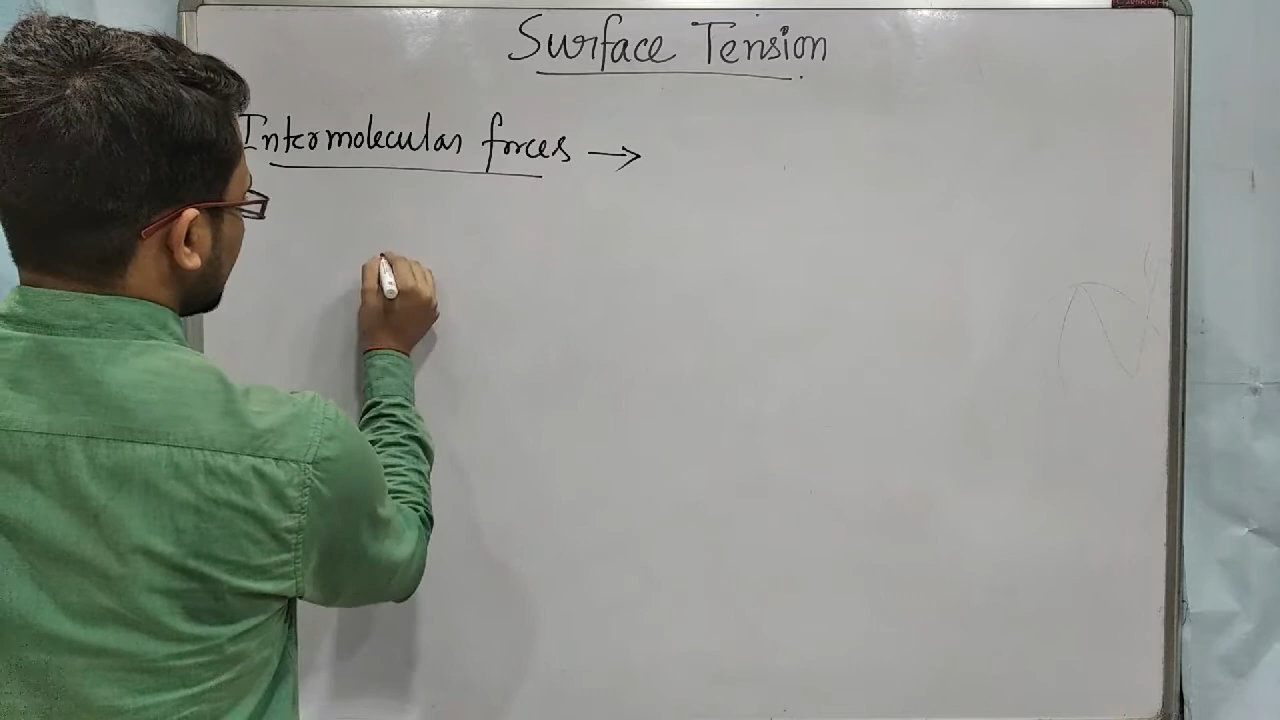 Surface Tension
Intermolecular forces →